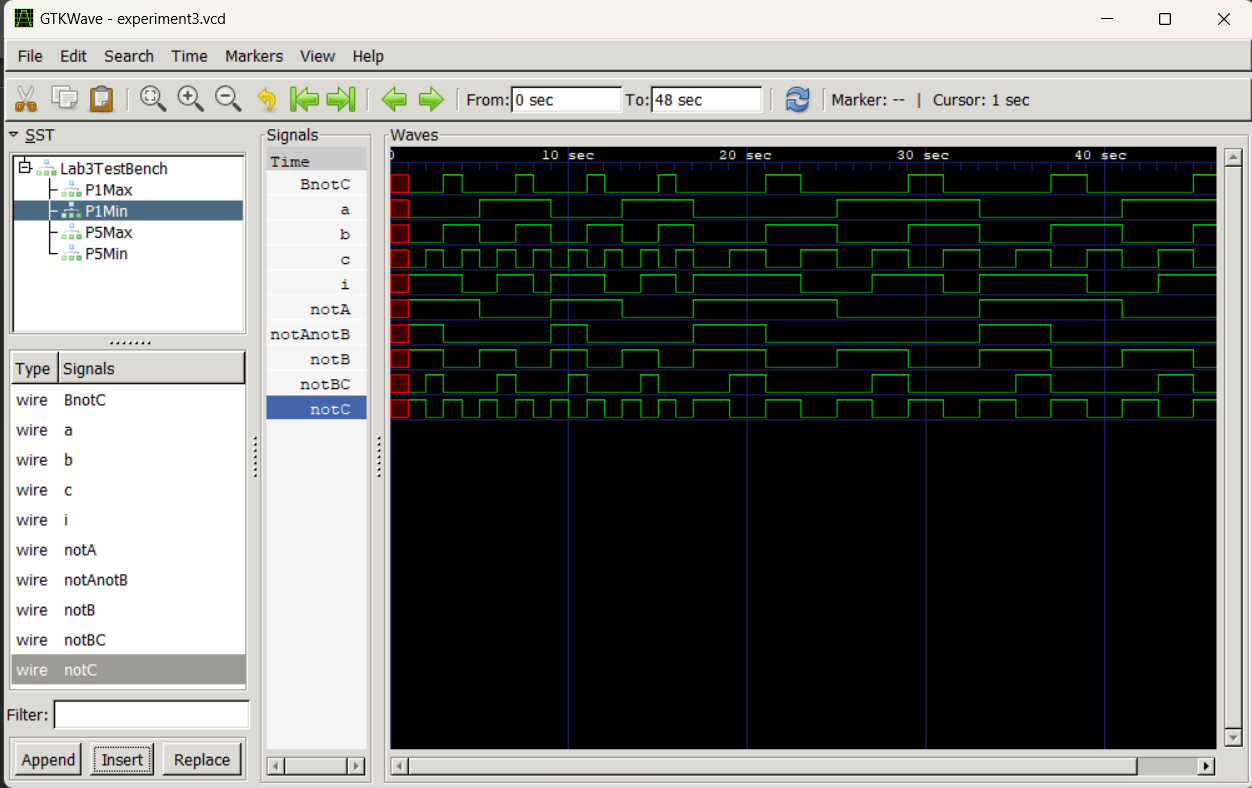 GTKWave - experiment3.vcd
File Edit Search Time Markers View Help
From: 0 sec To: 48 sec Marker: -- | Cursor: 1 sec
SST
Lab3TestBench
P1Max
P1Min
P5Max
P5Min
Type Signals
wire BnotC
wire a
wire b
wire c
wire i
wire notA
wire notAnotB
wire notB
wire notBC
wire notC
Filter:
Append Insert Replace
Signals
Time
BnotC
a
b
c
i
notA
notAnotB
notB
notBC
notC
Waves
0 10 sec 20 sec 30 sec 40 sec